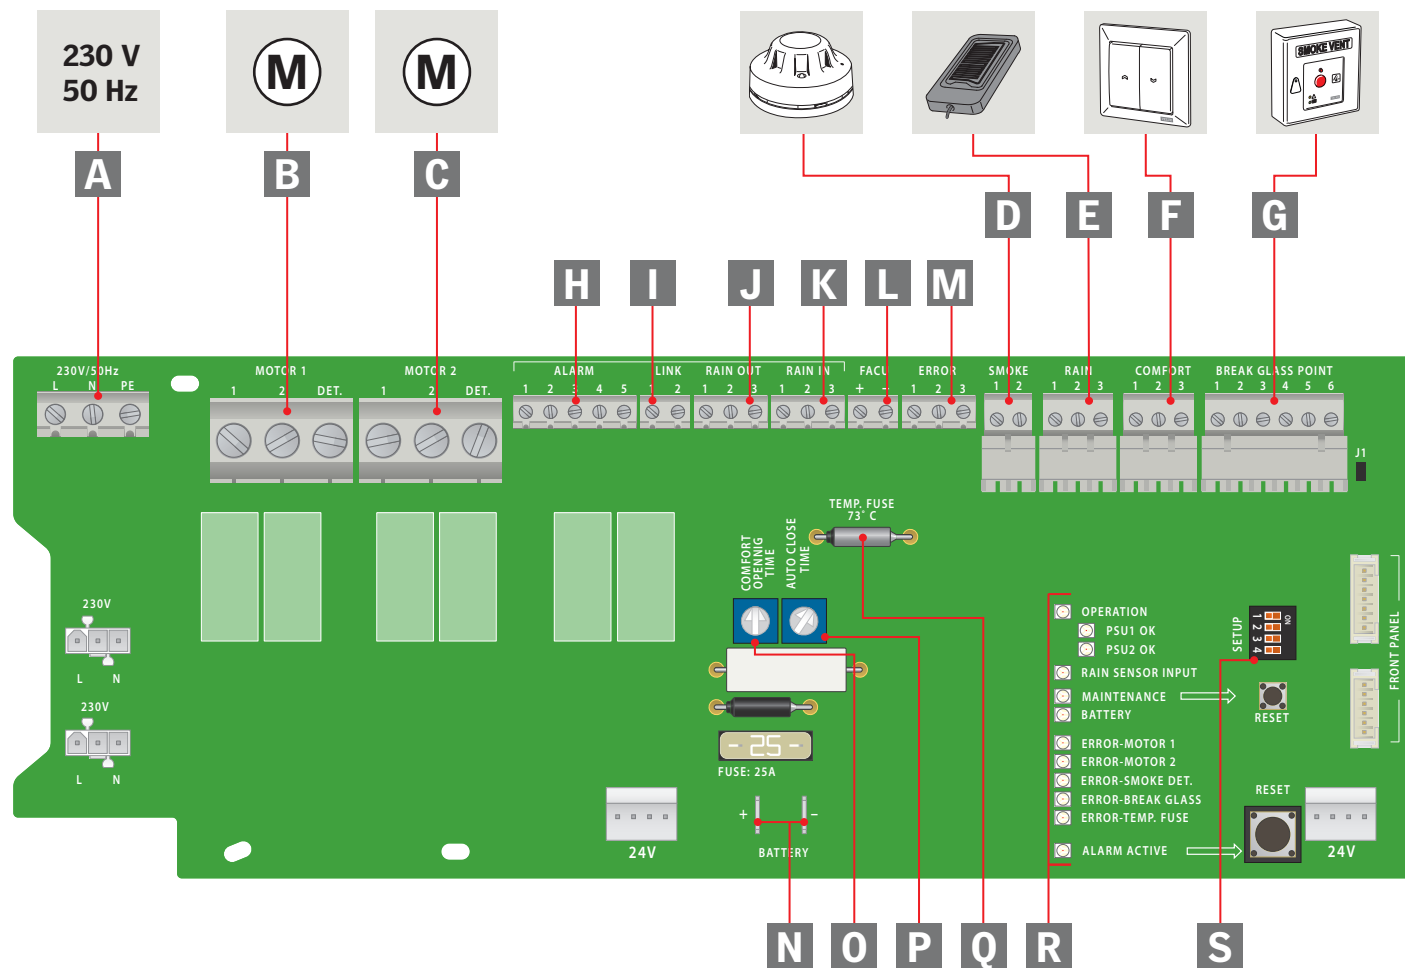 230 V
50 Hz
M
M
SMOKE VENT
A
B
C
D
E
F
G
H
I
J
K
L
M
230V/50Hz
L N PE
MOTOR 1
1 2 DET.
MOTOR 2
1 2 DET.
ALARM
1 2 3 4 5
LINK
1 2
RAIN OUT
1 2 3
RAIN IN
1 2 3
FACU
+ −
ERROR
1 2 3
SMOKE
1 2
RAIN
1 2 3
COMFORT
1 2 3
BREAK GLASS POINT
1 2 3 4 5 6
J1
TEMP. FUSE
73° C
COMFORT
OPENNIG
TIME
AUTO CLOSE
TIME
230V
L N
230V
L N
- 25 -
FUSE: 25A
24V
+ −
BATTERY
OPERATION
PSU1 OK
PSU2 OK
RAIN SENSOR INPUT
MAINTENANCE
BATTERY
ERROR-MOTOR 1
ERROR-MOTOR 2
ERROR-SMOKE DET.
ERROR-BREAK GLASS
ERROR-TEMP. FUSE
ALARM ACTIVE
SETUP
1 2 3 4
ON
RESET
RESET
FRONT PANEL
24V
N
O
P
Q
R
S